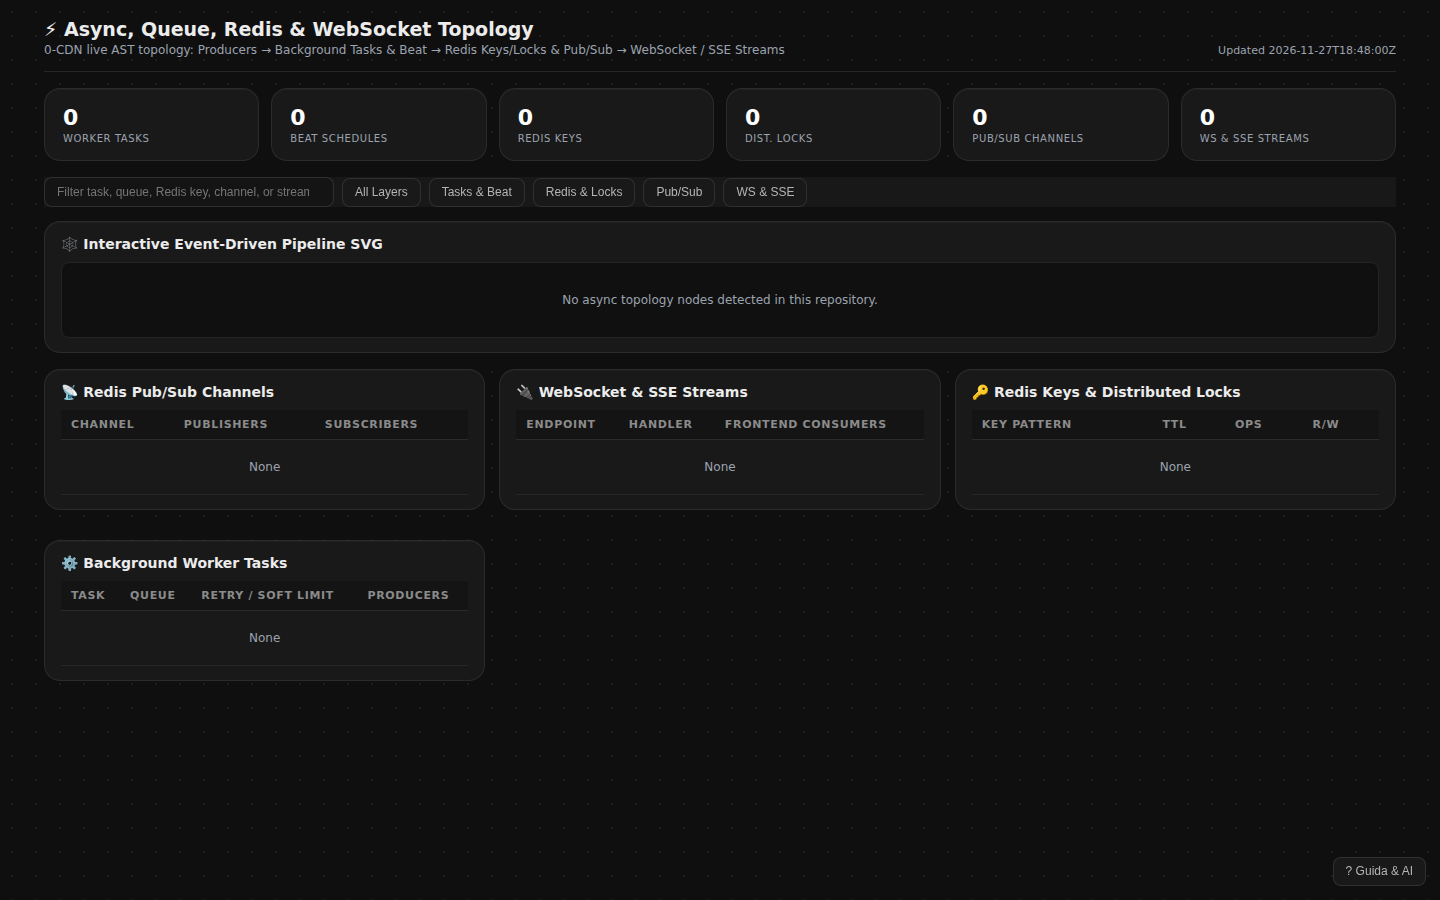 ⚡ Async, Queue, Redis & WebSocket Topology
0-CDN live AST topology: Producers → Background Tasks & Beat → Redis Keys/Locks & Pub/Sub → WebSocket / SSE Streams
Updated 2026-11-27T18:48:00Z
0
WORKER TASKS
0
BEAT SCHEDULES
0
REDIS KEYS
0
DIST. LOCKS
0
PUB/SUB CHANNELS
0
WS & SSE STREAMS
Filter task, queue, Redis key, channel, or stream
All Layers
Tasks & Beat
Redis & Locks
Pub/Sub
WS & SSE
🕸️ Interactive Event-Driven Pipeline SVG
No async topology nodes detected in this repository.
📡 Redis Pub/Sub Channels
CHANNEL PUBLISHERS SUBSCRIBERS
None
🔌 WebSocket & SSE Streams
ENDPOINT HANDLER FRONTEND CONSUMERS
None
🔑 Redis Keys & Distributed Locks
KEY PATTERN TTL OPS R/W
None
⚙️ Background Worker Tasks
TASK QUEUE RETRY / SOFT LIMIT PRODUCERS
None
? Guida & AI